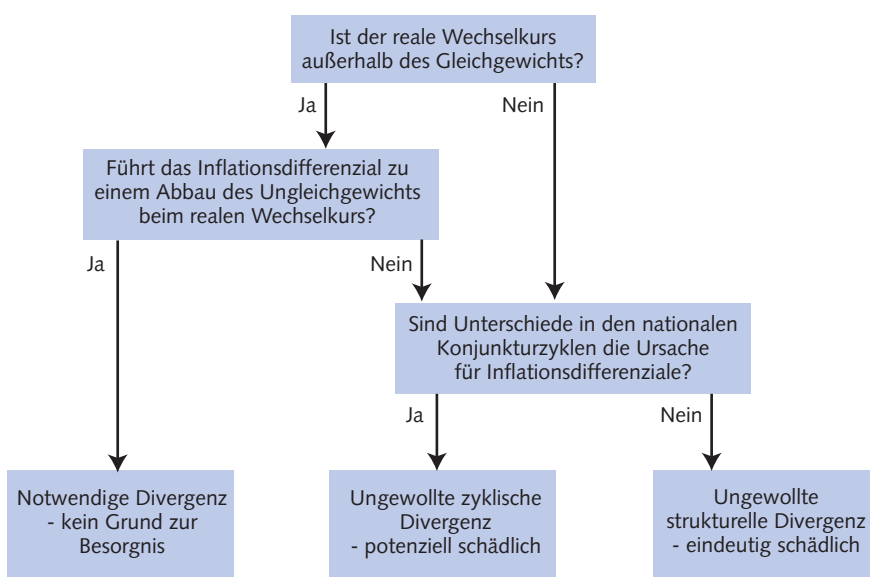 Ist der reale Wechselkurs
außerhalb des Gleichgewichts?
Ja
Nein
Führt das Inflationsdifferenzial zu
einem Abbau des Ungleichgewichts
beim realen Wechselkurs?
Ja
Nein
Sind Unterschiede in den nationalen
Konjunkturzyklen die Ursache
für Inflationsdifferenziale?
Ja
Nein
Notwendige Divergenz
- kein Grund zur
Besorgnis
Ungewollte zyklische
Divergenz
- potenziell schädlich
Ungewollte
strukturelle Divergenz
- eindeutig schädlich